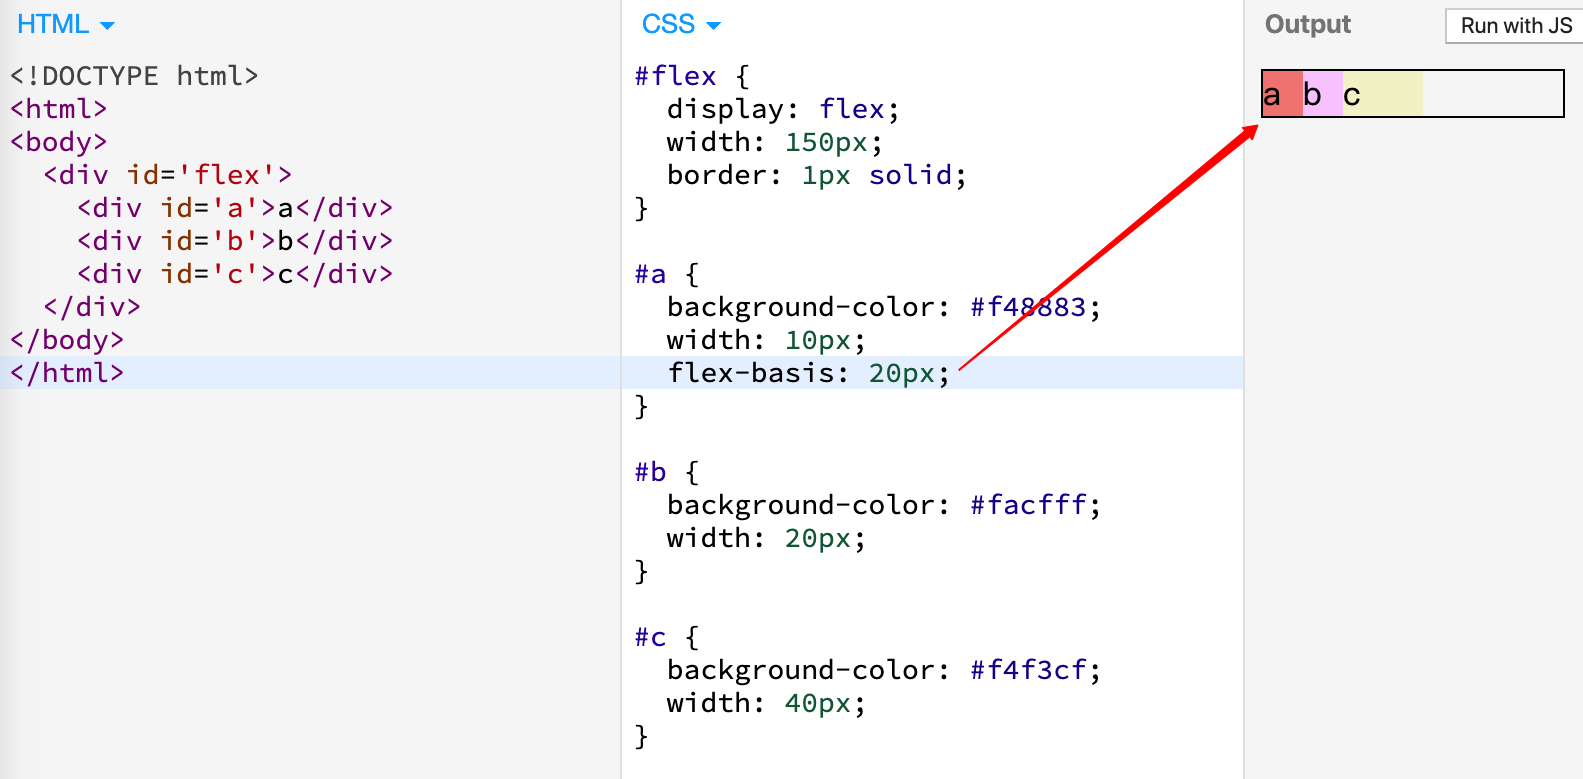 HTML
<!DOCTYPE html>
<html>
<body>
  <div id='flex'>
    <div id='a'>a</div>
    <div id='b'>b</div>
    <div id='c'>c</div>
  </div>
</body>
</html>
CSS
#flex {
  display: flex;
  width: 150px;
  border: 1px solid;
}

#a {
  background-color: #f48883;
  width: 10px;
  flex-basis: 20px;
}

#b {
  background-color: #facfff;
  width: 20px;
}

#c {
  background-color: #f4f3cf;
  width: 40px;
}
Output
Run with JS
a b c